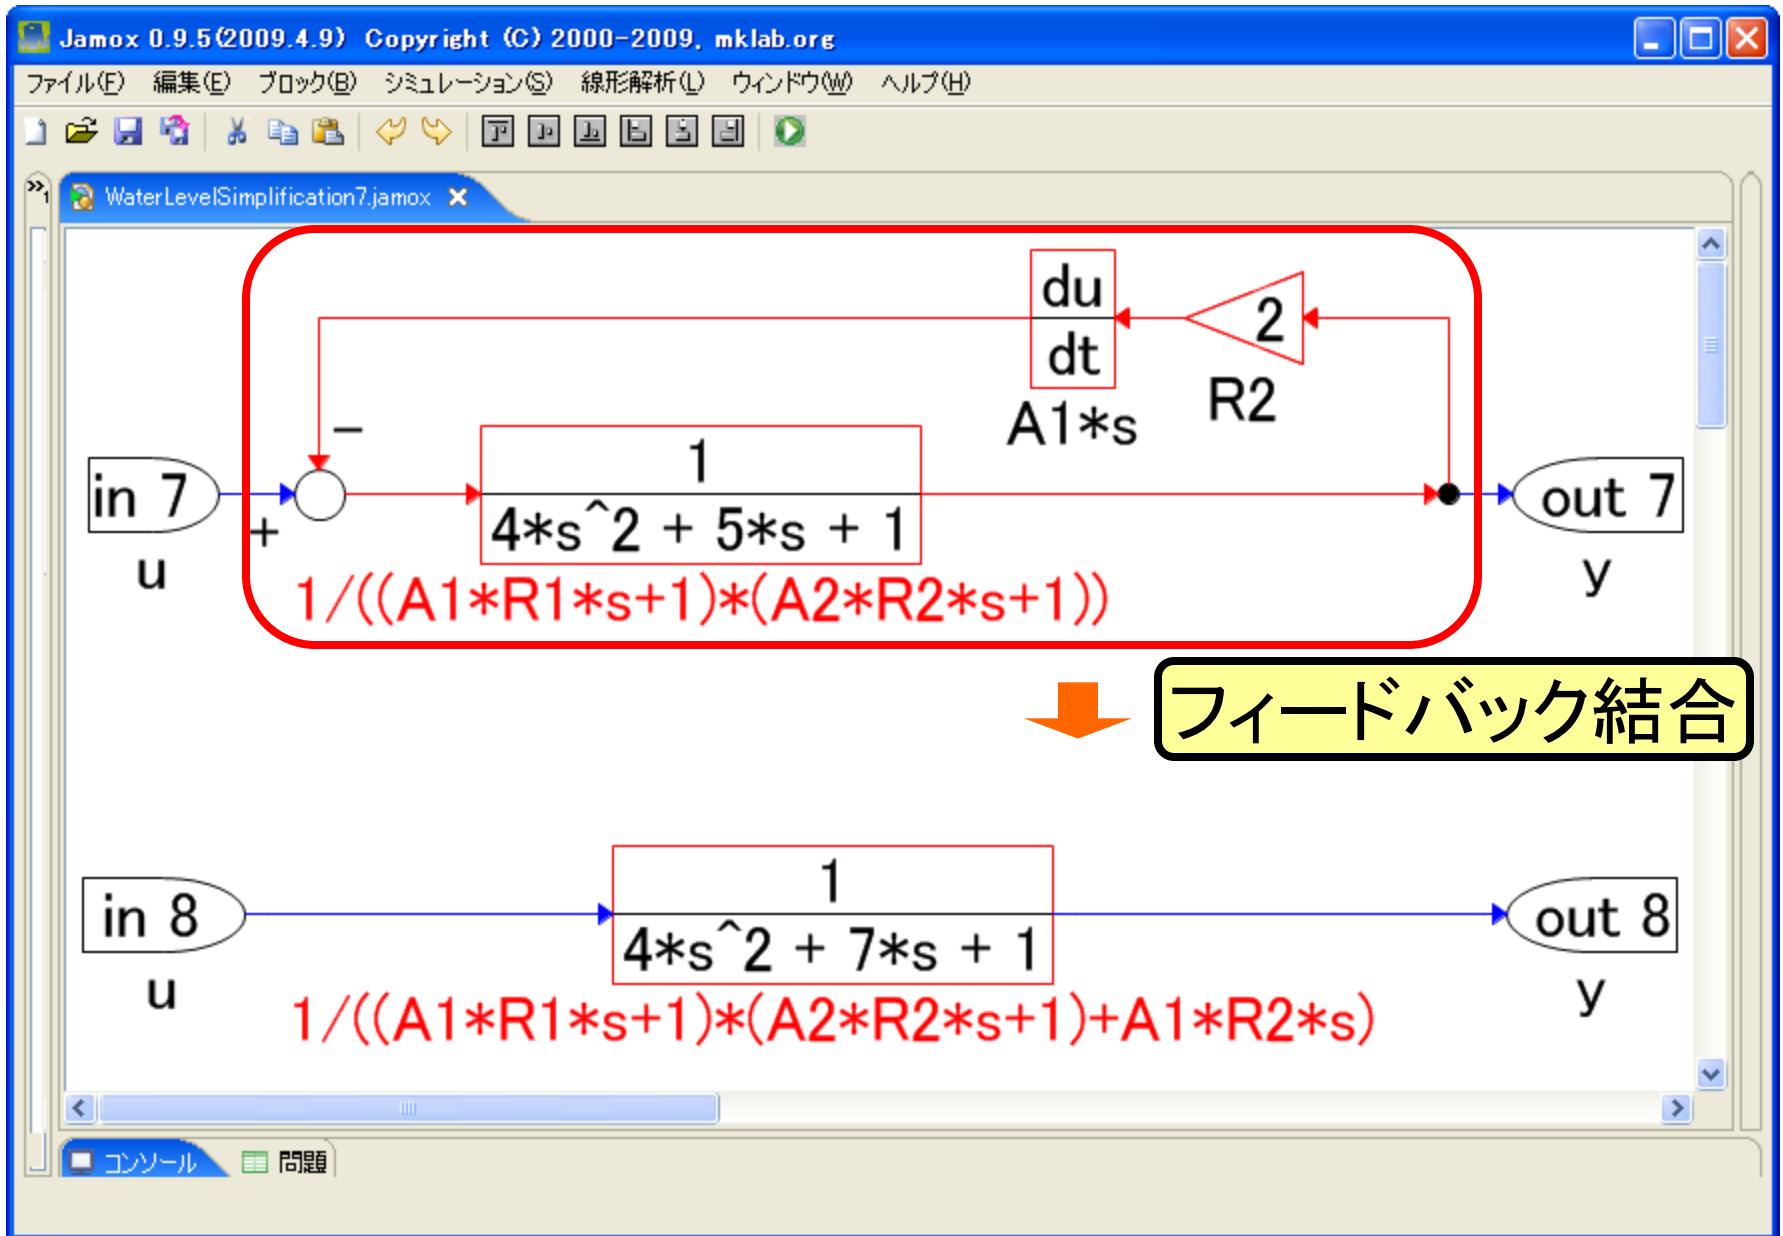 Jamox 0.9.5(2009.4.9) Copyright (C) 2000-2009, mklab.org
ファイル(F) 編集(E) ブロック(B) シミュレーション(S) 線形解析(L) ウィンドウ(W) ヘルプ(H)
»1
WaterLevelSimplification7.jamox
du
dt
2
A1*s
R2
−
in 7
+
u
1
4*s^2 + 5*s + 1
out 7
y
1/((A1*R1*s+1)*(A2*R2*s+1))
フィードバック結合
in 8
u
1
4*s^2 + 7*s + 1
out 8
y
1/((A1*R1*s+1)*(A2*R2*s+1)+A1*R2*s)
コンソール 問題